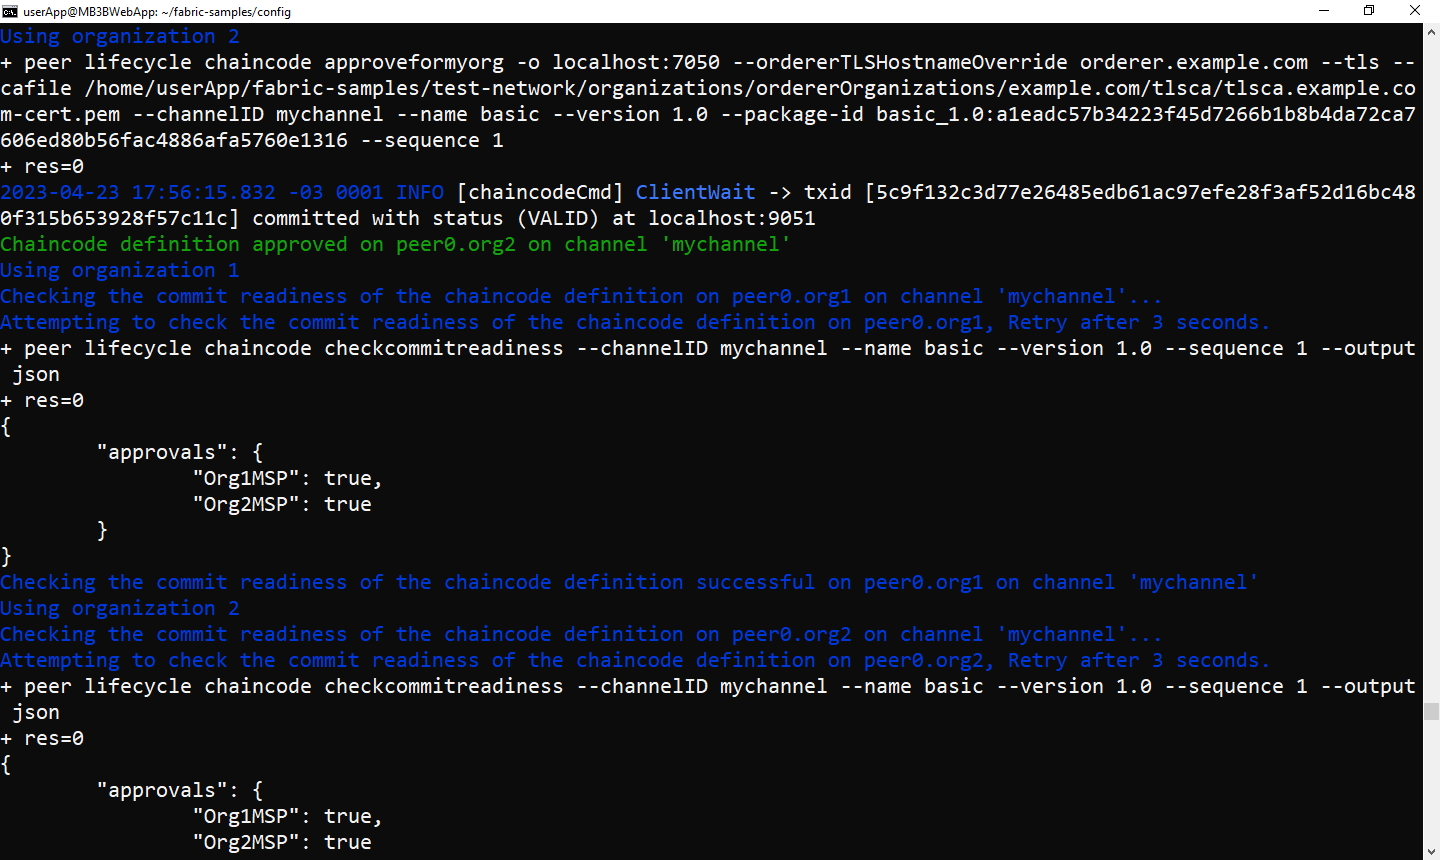 userApp@MB3BWebApp: ~/fabric-samples/config
Using organization 2
+ peer lifecycle chaincode approveformyorg -o localhost:7050 --ordererTLSHostnameOverride orderer.example.com --tls --
cafile /home/userApp/fabric-samples/test-network/organizations/ordererOrganizations/example.com/tlsca/tlsca.example.co
m-cert.pem --channelID mychannel --name basic --version 1.0 --package-id basic_1.0:a1eadc57b34223f45d7266b1b8b4da72ca7
606ed80b56fac4886afa5760e1316 --sequence 1
+ res=0
2023-04-23 17:56:15.832 -03 0001 INFO [chaincodeCmd] ClientWait -> txid [5c9f132c3d77e26485edb61ac97efe28f3af52d16bc48
0f315b653928f57c11c] committed with status (VALID) at localhost:9051
Chaincode definition approved on peer0.org2 on channel 'mychannel'
Using organization 1
Checking the commit readiness of the chaincode definition on peer0.org1 on channel 'mychannel'...
Attempting to check the commit readiness of the chaincode definition on peer0.org1, Retry after 3 seconds.
+ peer lifecycle chaincode checkcommitreadiness --channelID mychannel --name basic --version 1.0 --sequence 1 --output
 json
+ res=0
{
        "approvals": {
                "Org1MSP": true,
                "Org2MSP": true
        }
}
Checking the commit readiness of the chaincode definition successful on peer0.org1 on channel 'mychannel'
Using organization 2
Checking the commit readiness of the chaincode definition on peer0.org2 on channel 'mychannel'...
Attempting to check the commit readiness of the chaincode definition on peer0.org2, Retry after 3 seconds.
+ peer lifecycle chaincode checkcommitreadiness --channelID mychannel --name basic --version 1.0 --sequence 1 --output
 json
+ res=0
{
        "approvals": {
                "Org1MSP": true,
                "Org2MSP": true